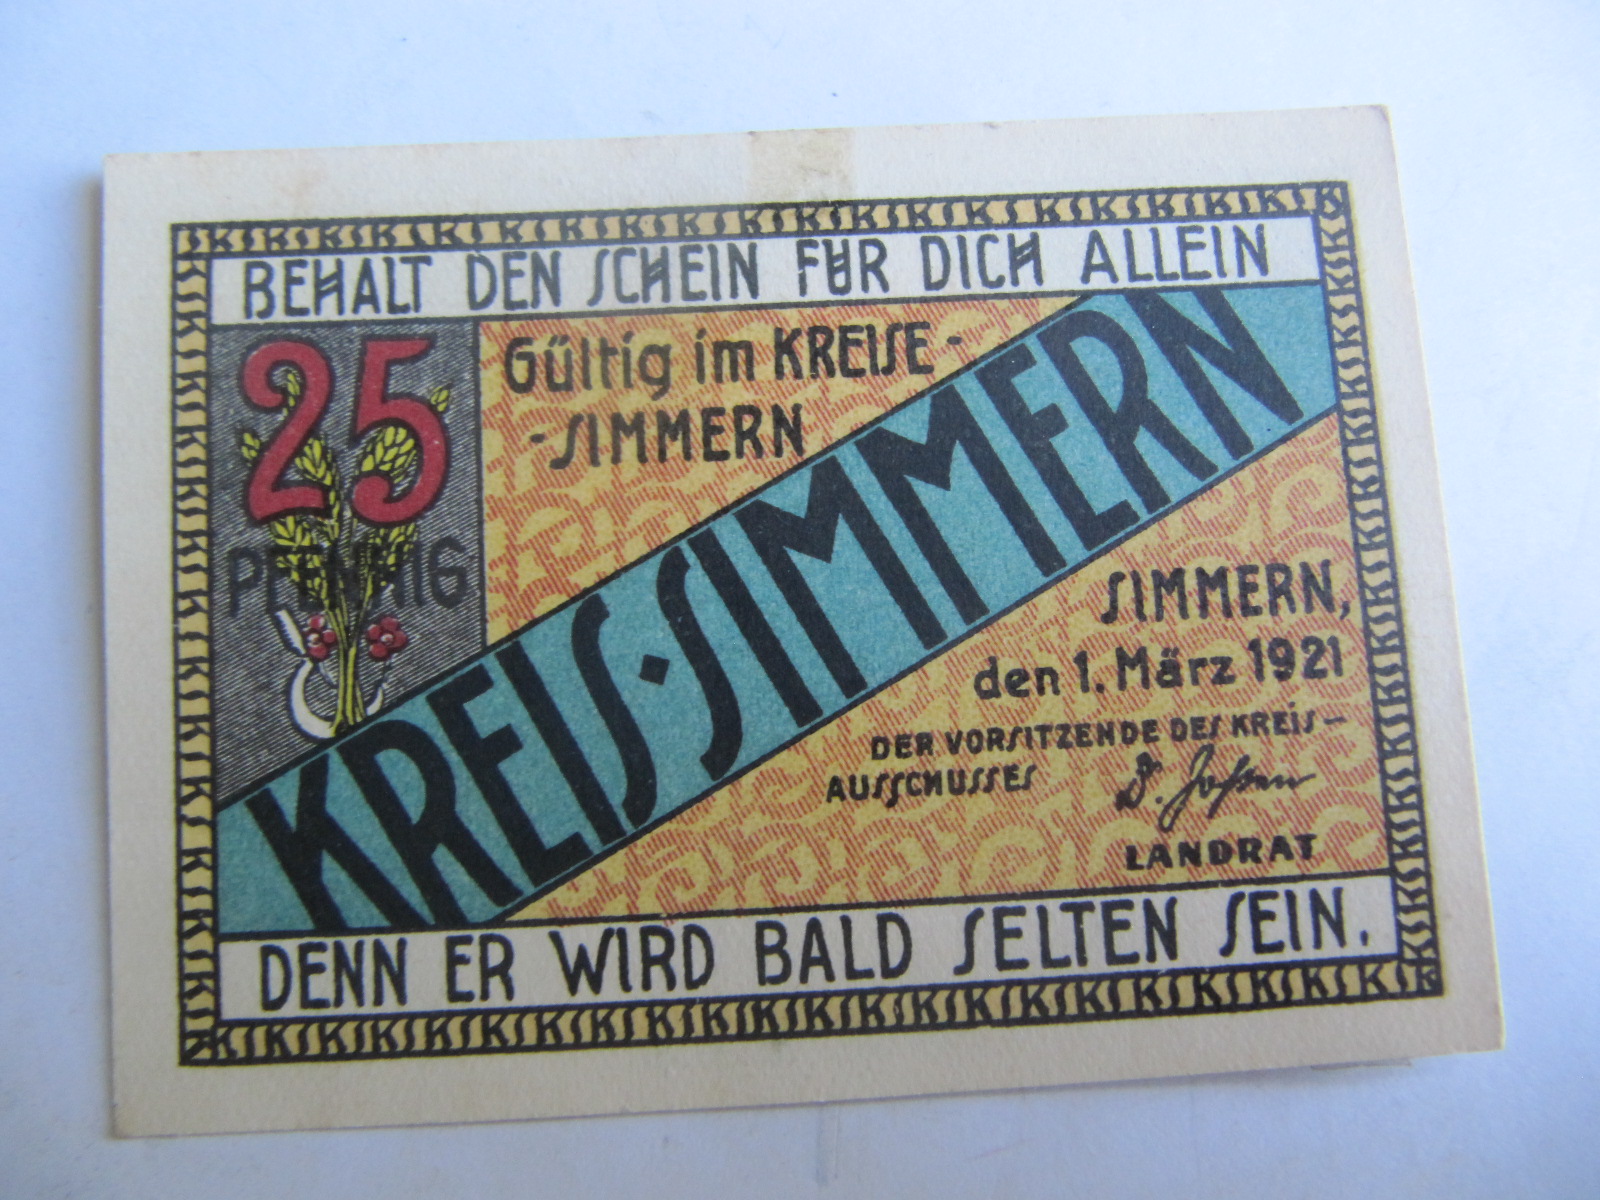 BEHALT DEN SCHEIN FÜR DICH ALLEIN
25
PFENNIG
Gültig im KREISE-
-SIMMERN
KREIS·SIMMERN
SIMMERN,
den 1. März 1921
DER VORSITZENDE DES KREIS-
AUSSCHUSSES
LANDRAT
DENN ER WIRD BALD SELTEN SEIN.